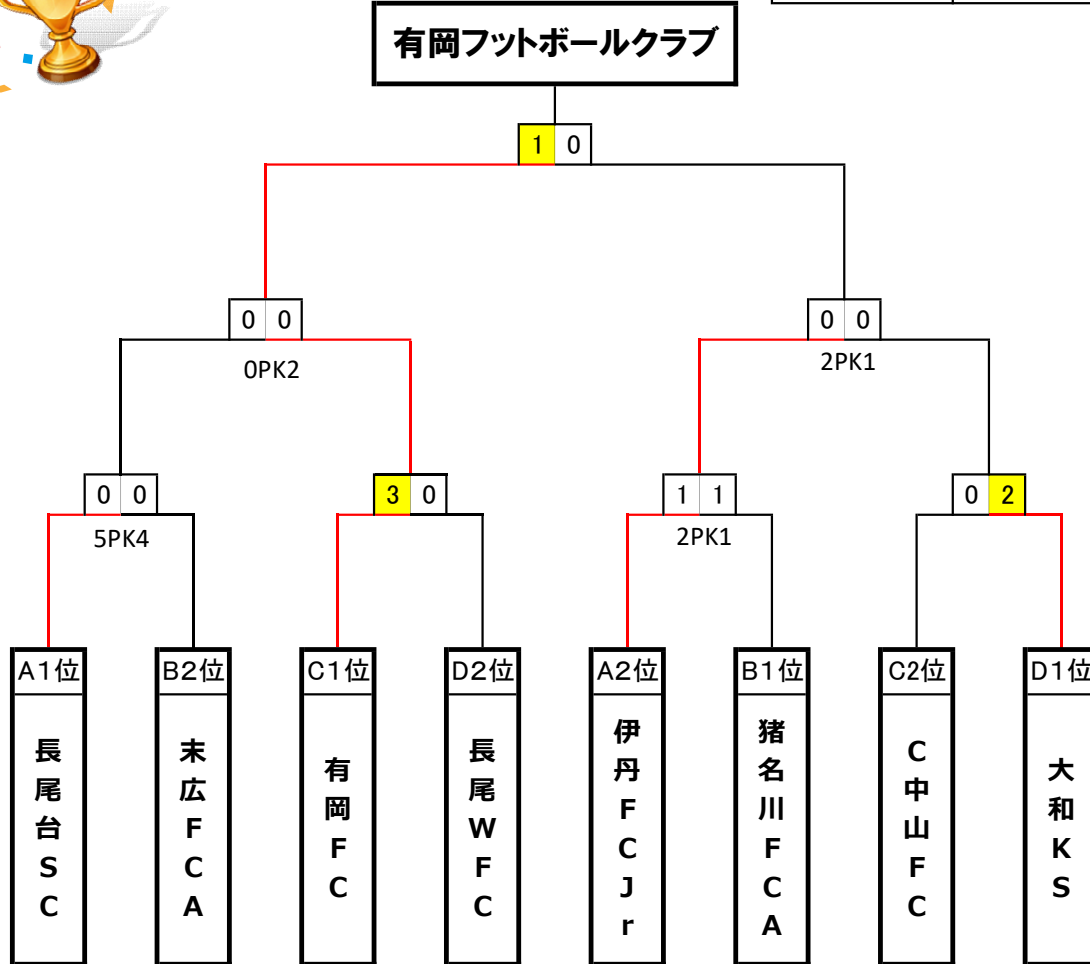 有岡フットボールクラブ
1 0
0 0
0 0
0PK2
2PK1
0 0
3 0
1 1
0 2
5PK4
2PK1
A1位
B2位
C1位
D2位
A2位
B1位
C2位
D1位
長尾台SC
末広FCA
有岡FC
長尾WFC
伊丹FCJr
猪名川FCA
C中山FC
大和KS